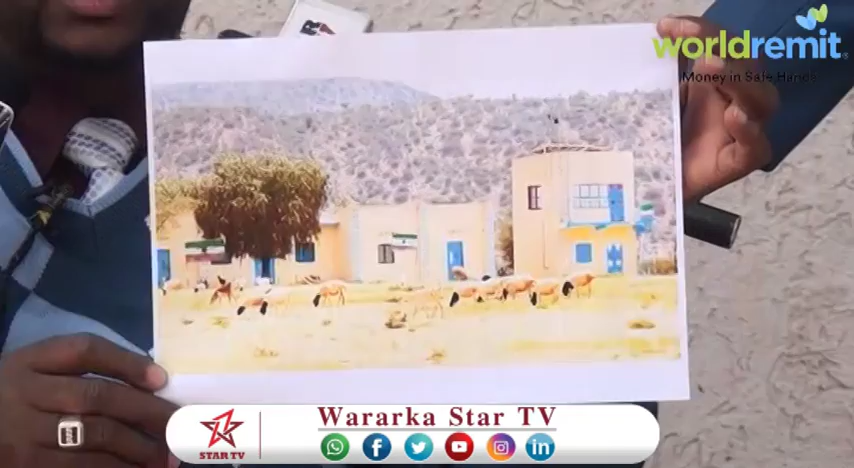 worldremit
Money in Safe Hands
Wararka Star TV
STAR TV